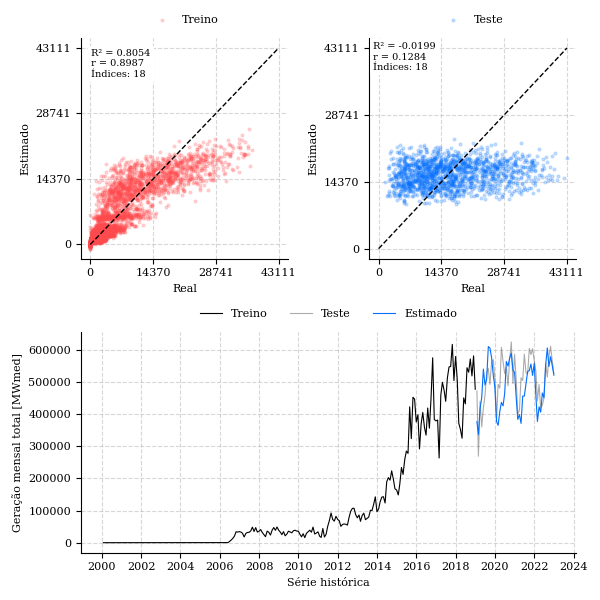 Treino
Teste
43111
R² = 0.8054
r = 0.8987
Índices: 18
28741
14370
0
Estimado
0 14370 28741 43111
Real
43111
R² = -0.0199
r = 0.1284
Índices: 18
28741
14370
0
Estimado
0 14370 28741 43111
Real
Treino Teste Estimado
600000
500000
400000
300000
200000
100000
0
Geração mensal total [MWmed]
2000 2002 2004 2006 2008 2010 2012 2014 2016 2018 2020 2022 2024
Série histórica